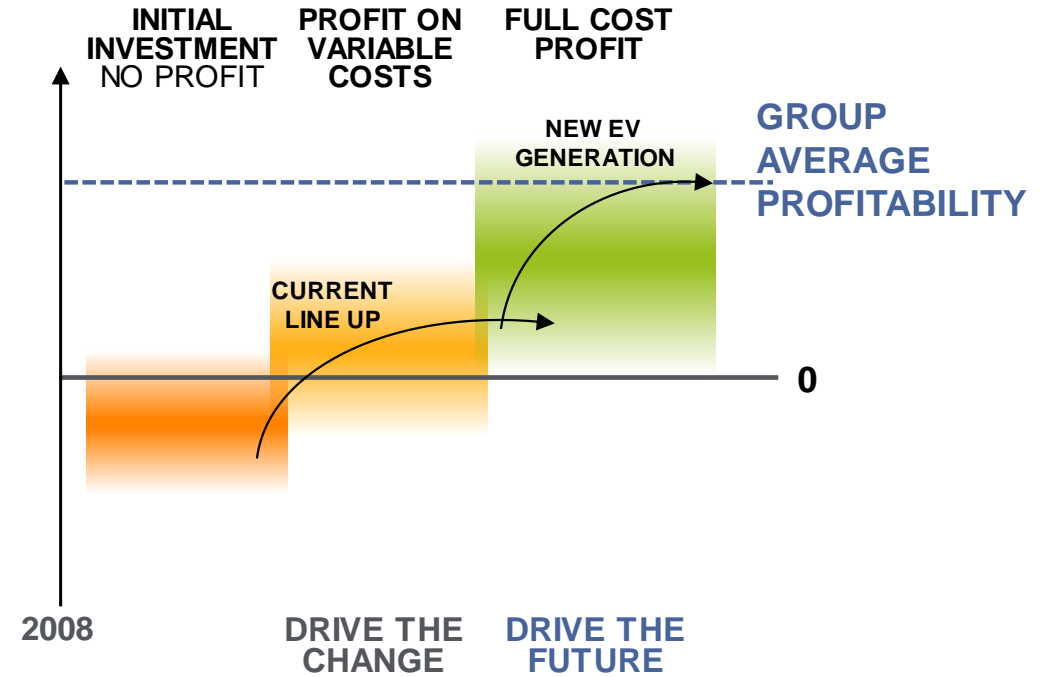 INITIAL
INVESTMENT
NO PROFIT
PROFIT ON
VARIABLE
COSTS
FULL COST
PROFIT
NEW EV
GENERATION
GROUP
AVERAGE
PROFITABILITY
CURRENT
LINE UP
0
2008
DRIVE THE
CHANGE
DRIVE THE
FUTURE